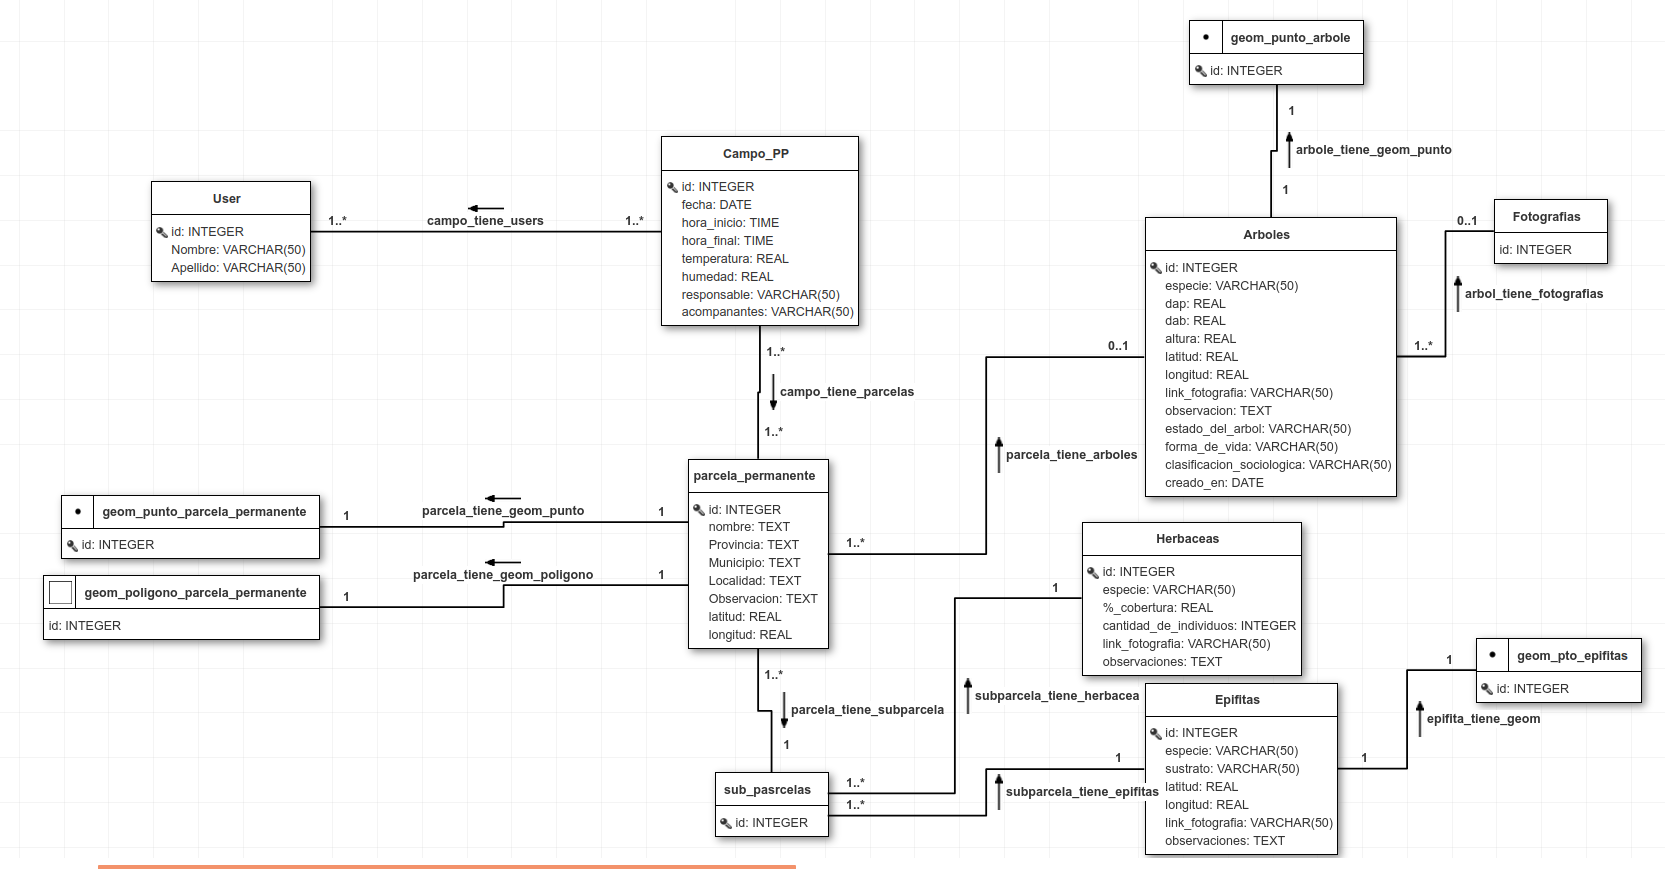 geom_punto_arbole
id: INTEGER
1
arbole_tiene_geom_punto
1
Campo_PP
id: INTEGER
fecha: DATE
hora_inicio: TIME
hora_final: TIME
temperatura: REAL
humedad: REAL
responsable: VARCHAR(50)
acompanantes: VARCHAR(50)
User
id: INTEGER
Nombre: VARCHAR(50)
Apellido: VARCHAR(50)
1..*
campo_tiene_users
1..*
Arboles
id: INTEGER
especie: VARCHAR(50)
dap: REAL
dab: REAL
altura: REAL
latitud: REAL
longitud: REAL
link_fotografia: VARCHAR(50)
observacion: TEXT
estado_del_arbol: VARCHAR(50)
forma_de_vida: VARCHAR(50)
clasificacion_sociologica: VARCHAR(50)
creado_en: DATE
0..1
Fotografias
id: INTEGER
arbol_tiene_fotografias
1..*
1..*
campo_tiene_parcelas
1..*
0..1
parcela_tiene_arboles
1..*
parcela_permanente
id: INTEGER
nombre: TEXT
Provincia: TEXT
Municipio: TEXT
Localidad: TEXT
Observacion: TEXT
latitud: REAL
longitud: REAL
geom_punto_parcela_permanente
id: INTEGER
1
parcela_tiene_geom_punto
1
geom_poligono_parcela_permanente
id: INTEGER
1
parcela_tiene_geom_poligono
1
Herbaceas
id: INTEGER
especie: VARCHAR(50)
%_cobertura: REAL
cantidad_de_individuos: INTEGER
link_fotografia: VARCHAR(50)
observaciones: TEXT
1
subparcela_tiene_herbacea
1..*
1..*
parcela_tiene_subparcela
1
sub_pasrcelas
id: INTEGER
1
subparcela_tiene_epifitas
1..*
Epifitas
id: INTEGER
especie: VARCHAR(50)
sustrato: VARCHAR(50)
latitud: REAL
longitud: REAL
link_fotografia: VARCHAR(50)
observaciones: TEXT
geom_pto_epifitas
id: INTEGER
1
epifita_tiene_geom
1